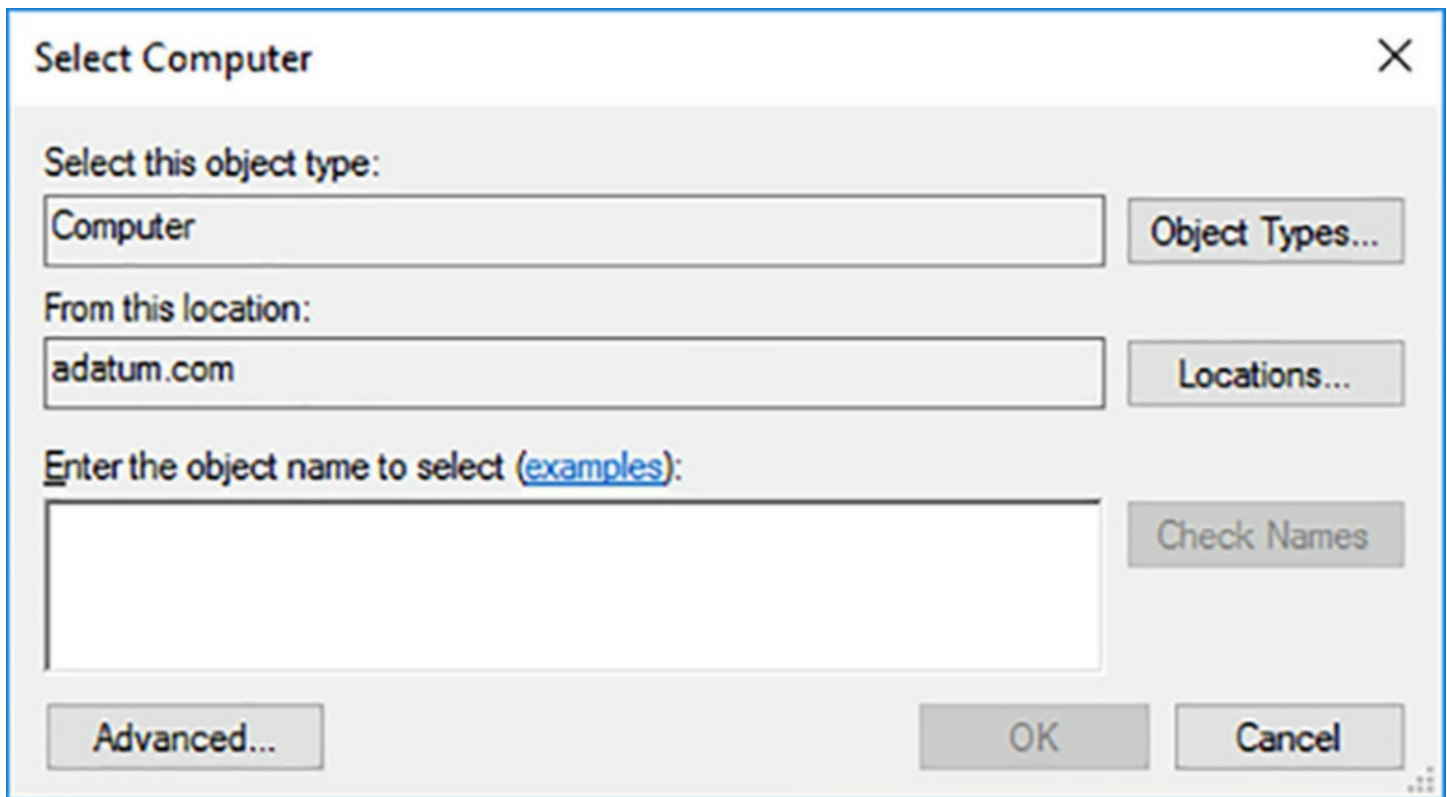 Select Computer
Select this object type:
Computer
Object Types...
From this location:
adatum.com
Locations...
Enter the object name to select (examples):
Check Names
Advanced...
OK
Cancel